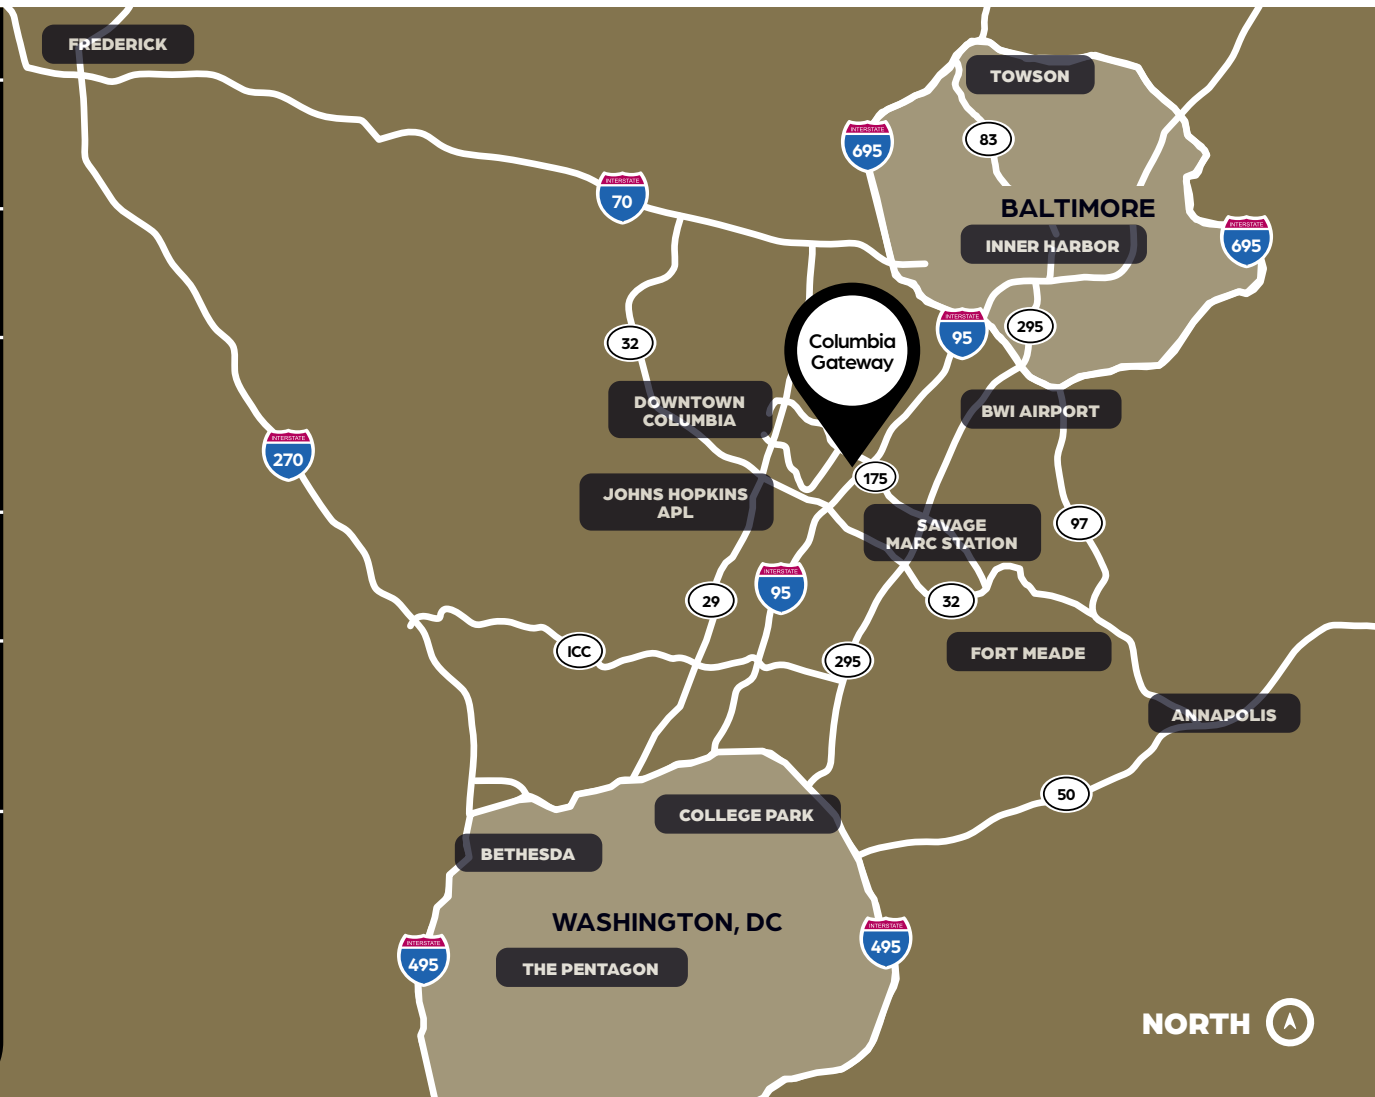 FREDERICK
TOWSON
INTERSTATE
695
83
INTERSTATE
70
BALTIMORE
INNER HARBOR
INTERSTATE
695
INTERSTATE
95
295
32
Columbia
Gateway
DOWNTOWN
COLUMBIA
BWI AIRPORT
INTERSTATE
270
175
JOHNS HOPKINS
APL
SAVAGE
MARC STATION
97
INTERSTATE
95
29
32
ICC
295
FORT MEADE
ANNAPOLIS
50
COLLEGE PARK
BETHESDA
WASHINGTON, DC
INTERSTATE
495
INTERSTATE
495
THE PENTAGON
NORTH